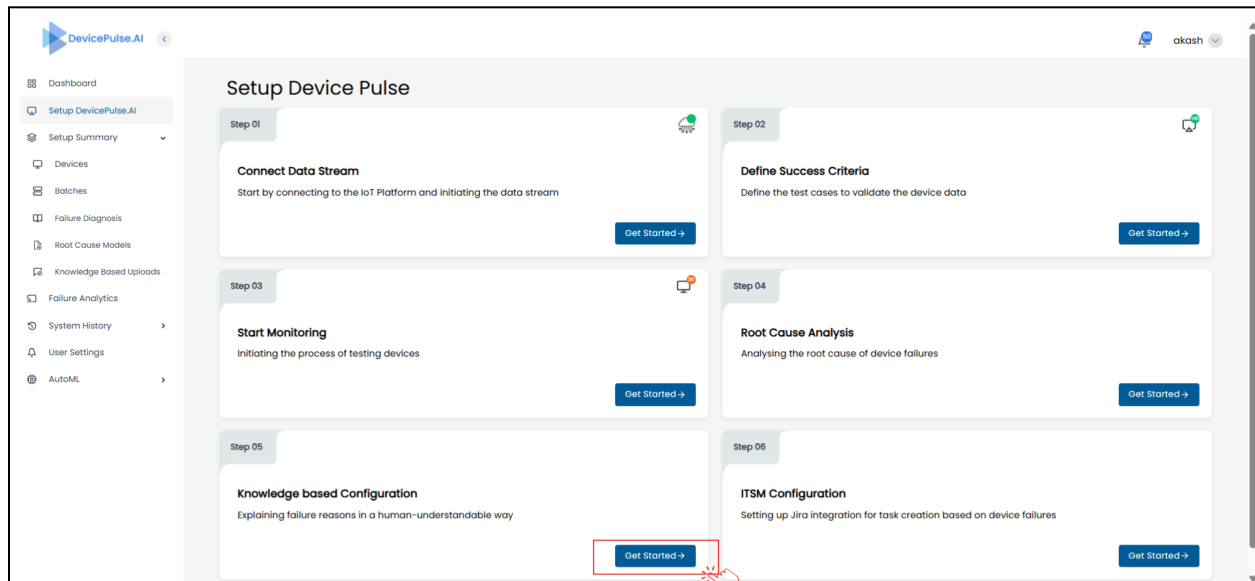 DevicePulse.AI
50
akash
Dashboard
Setup DevicePulse.AI
Setup Summary
Devices
Batches
Failure Diagnosis
Root Cause Models
Knowledge Based Uploads
Failure Analytics
System History
User Settings
AutoML
Setup Device Pulse
Step 01
Connect Data Stream
Start by connecting to the IoT Platform and initiating the data stream
Get Started →
Step 02
Define Success Criteria
Define the test cases to validate the device data
Get Started →
Step 03
Start Monitoring
Initiating the process of testing devices
Get Started →
Step 04
Root Cause Analysis
Analysing the root cause of device failures
Get Started →
Step 05
Knowledge based Configuration
Explaining failure reasons in a human-understandable way
Get Started →
Step 06
ITSM Configuration
Setting up Jira integration for task creation based on device failures
Get Started →